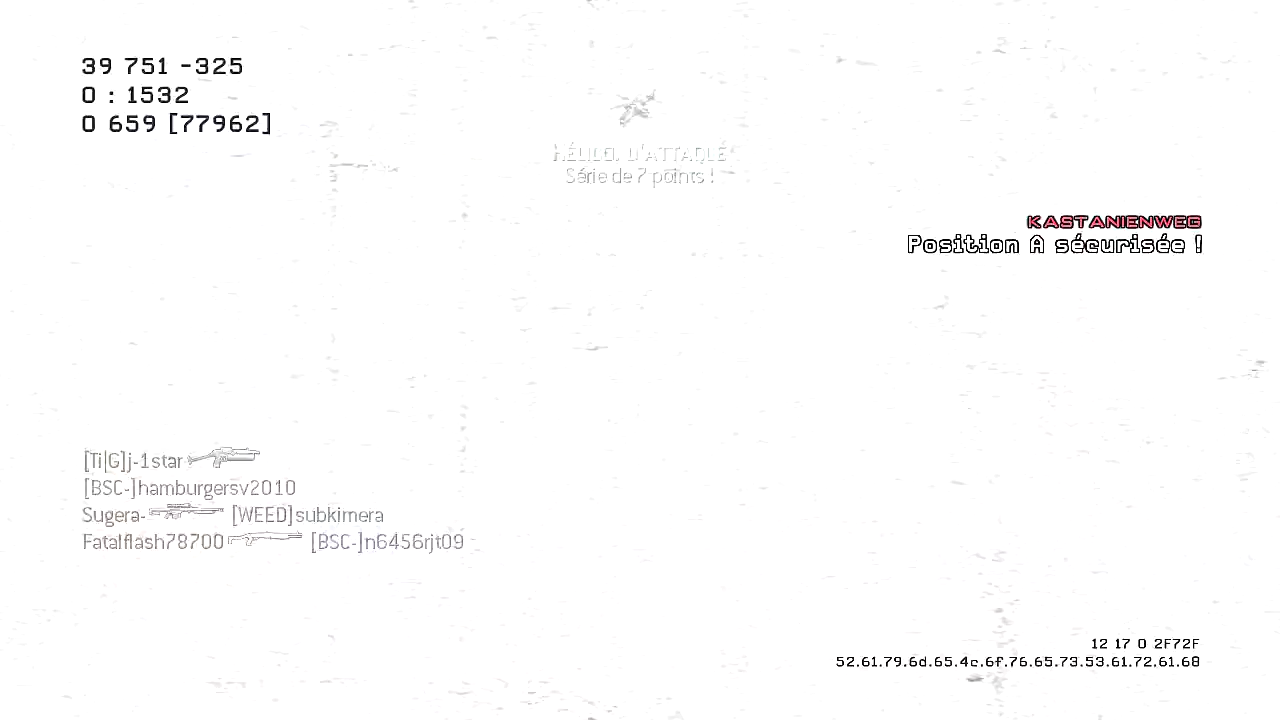 39 751 -325
0 : 1532
0 659 [77962]
HÉLICO. D'ATTAQUE
Série de 7 points !
KASTANIENWEG
Position A sécurisée !
[Ti|G]j-1star
[BSC-]hamburgersv2010
Sugera- [WEED]subkimera
Fatalflash78700 [BSC-]n6456rjt09
12 17 0 2F72F
52.61.79.6d.65.4c.6f.76.65.73.53.61.72.61.68